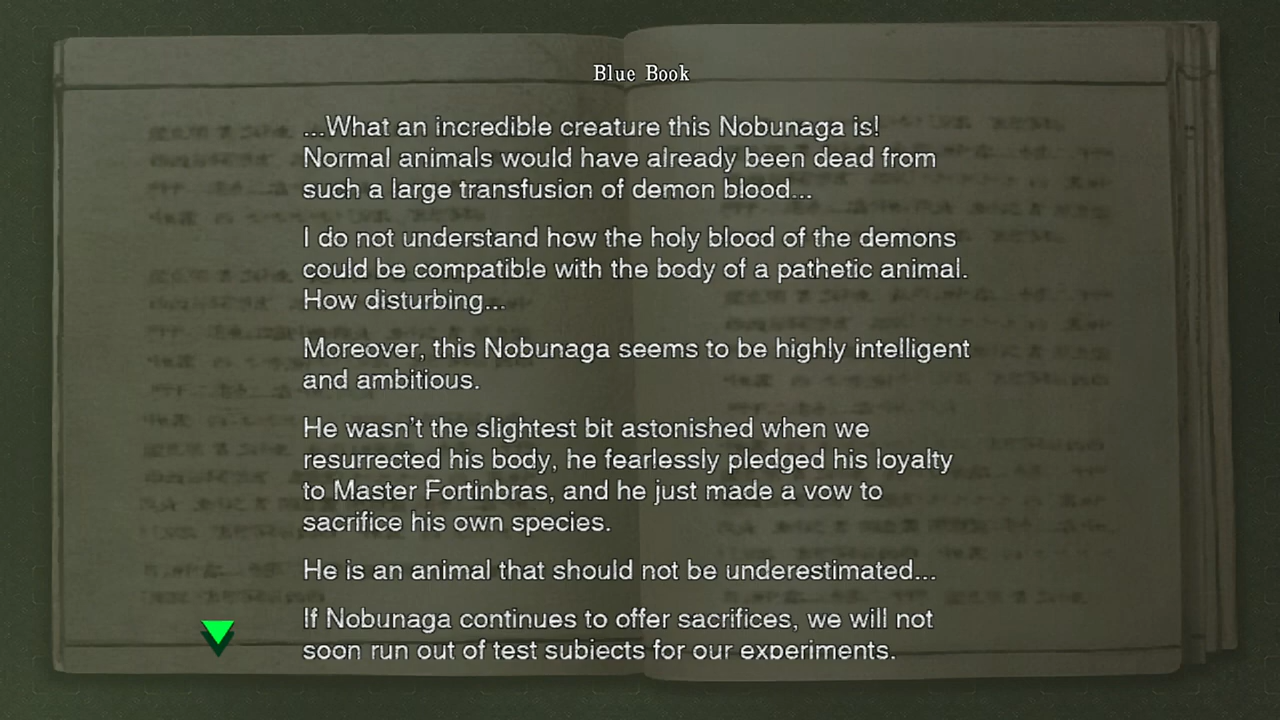 Blue Book
...What an incredible creature this Nobunaga is!
Normal animals would have already been dead from
such a large transfusion of demon blood...
I do not understand how the holy blood of the demons
could be compatible with the body of a pathetic animal.
How disturbing...
Moreover, this Nobunaga seems to be highly intelligent
and ambitious.
He wasn't the slightest bit astonished when we
resurrected his body, he fearlessly pledged his loyalty
to Master Fortinbras, and he just made a vow to
sacrifice his own species.
He is an animal that should not be underestimated...
If Nobunaga continues to offer sacrifices, we will not
soon run out of test subjects for our experiments.